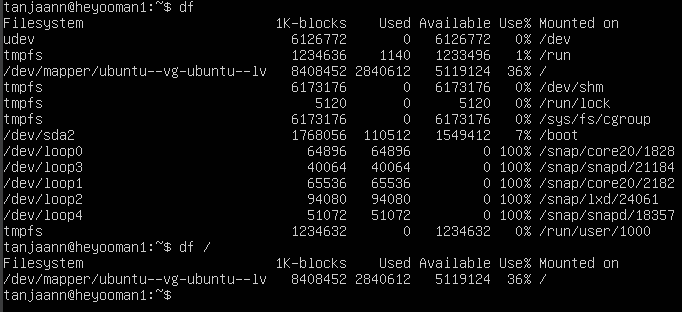 tanjaann@heyooman1:~$ df
Filesystem 1K-blocks Used Available Use% Mounted on
udev 6126772 0 6126772 0% /dev
tmpfs 1234636 1140 1233496 1% /run
/dev/mapper/ubuntu--vg-ubuntu--lv 8408452 2840612 5119124 36% /
tmpfs 6173176 0 6173176 0% /dev/shm
tmpfs 5120 0 5120 0% /run/lock
tmpfs 6173176 0 6173176 0% /sys/fs/cgroup
/dev/sda2 1768056 110512 1549412 7% /boot
/dev/loop0 64896 64896 0 100% /snap/core20/1828
/dev/loop3 40064 40064 0 100% /snap/snapd/21184
/dev/loop1 65536 65536 0 100% /snap/core20/2182
/dev/loop2 94080 94080 0 100% /snap/lxd/24061
/dev/loop4 51072 51072 0 100% /snap/snapd/18357
tmpfs 1234632 0 1234632 0% /run/user/1000
tanjaann@heyooman1:~$ df /
Filesystem 1K-blocks Used Available Use% Mounted on
/dev/mapper/ubuntu--vg-ubuntu--lv 8408452 2840612 5119124 36% /
tanjaann@heyooman1:~$